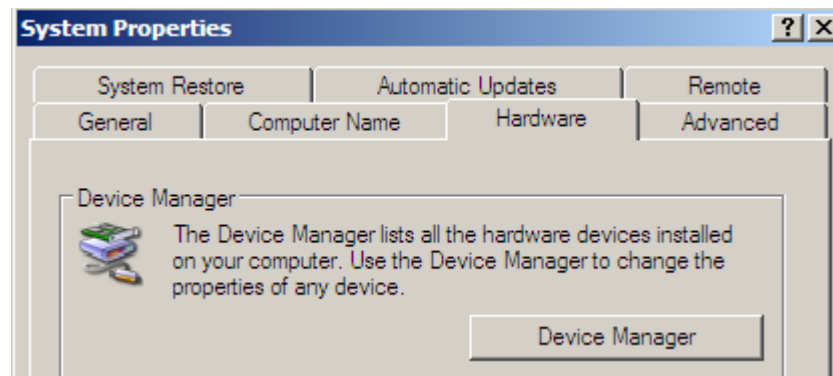 System Properties
System Restore Automatic Updates Remote
General Computer Name Hardware Advanced
Device Manager
The Device Manager lists all the hardware devices installed
on your computer. Use the Device Manager to change the
properties of any device.
Device Manager